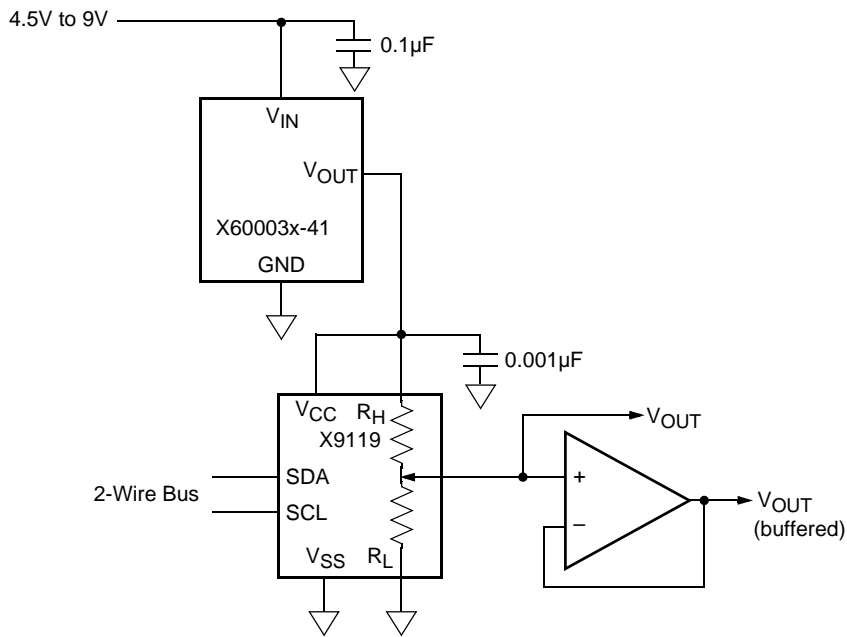 4.5V to 9V
0.1µF
VIN
VOUT
X60003x-41
GND
0.001µF
VCC
RH
X9119
VOUT
SDA
+
2-Wire Bus
SCL
–
VOUT
(buffered)
VSS
RL